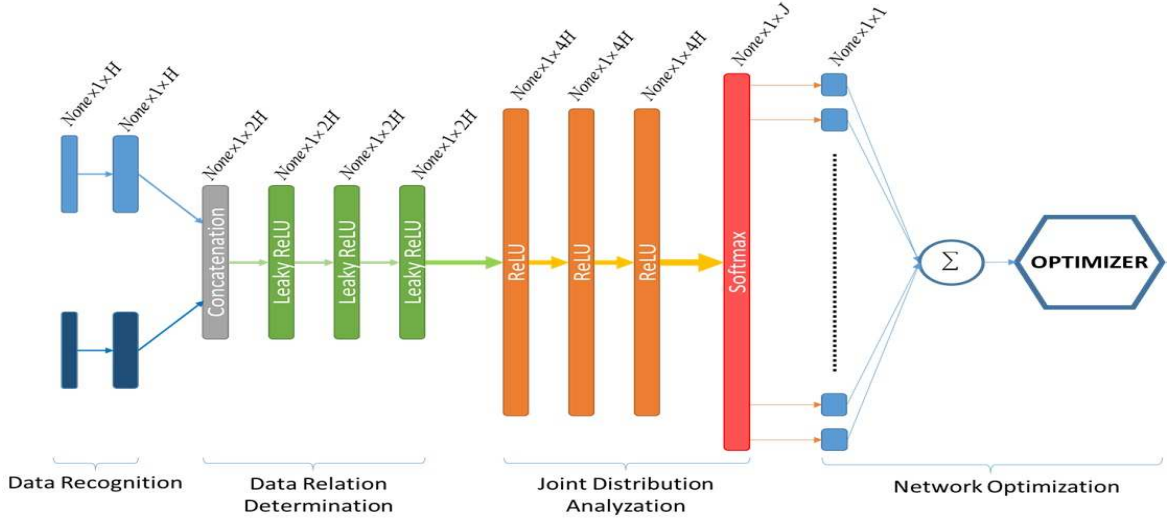 None×1×H
None×1×H
None×1×2H
None×1×2H
None×1×2H
None×1×2H
None×1×4H
None×1×4H
None×1×4H
None×1×J
None×1×1
Concatenation
Leaky ReLU
Leaky ReLU
Leaky ReLU
ReLU
ReLU
ReLU
Softmax
Σ
OPTIMIZER
Data Recognition
Data Relation
Determination
Joint Distribution
Analyzation
Network Optimization